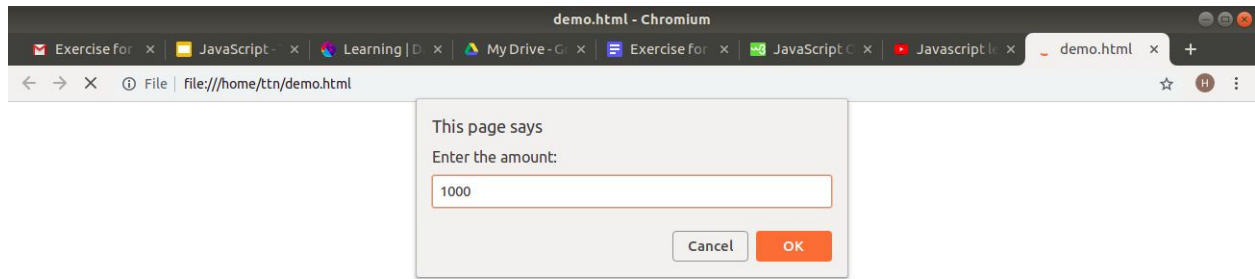 demo.html - Chromium
Exercise for JavaScript - Learning | D My Drive - G Exercise for JavaScript C Javascript le demo.html
File file:///home/ttn/demo.html H
This page says
Enter the amount:
1000
Cancel OK